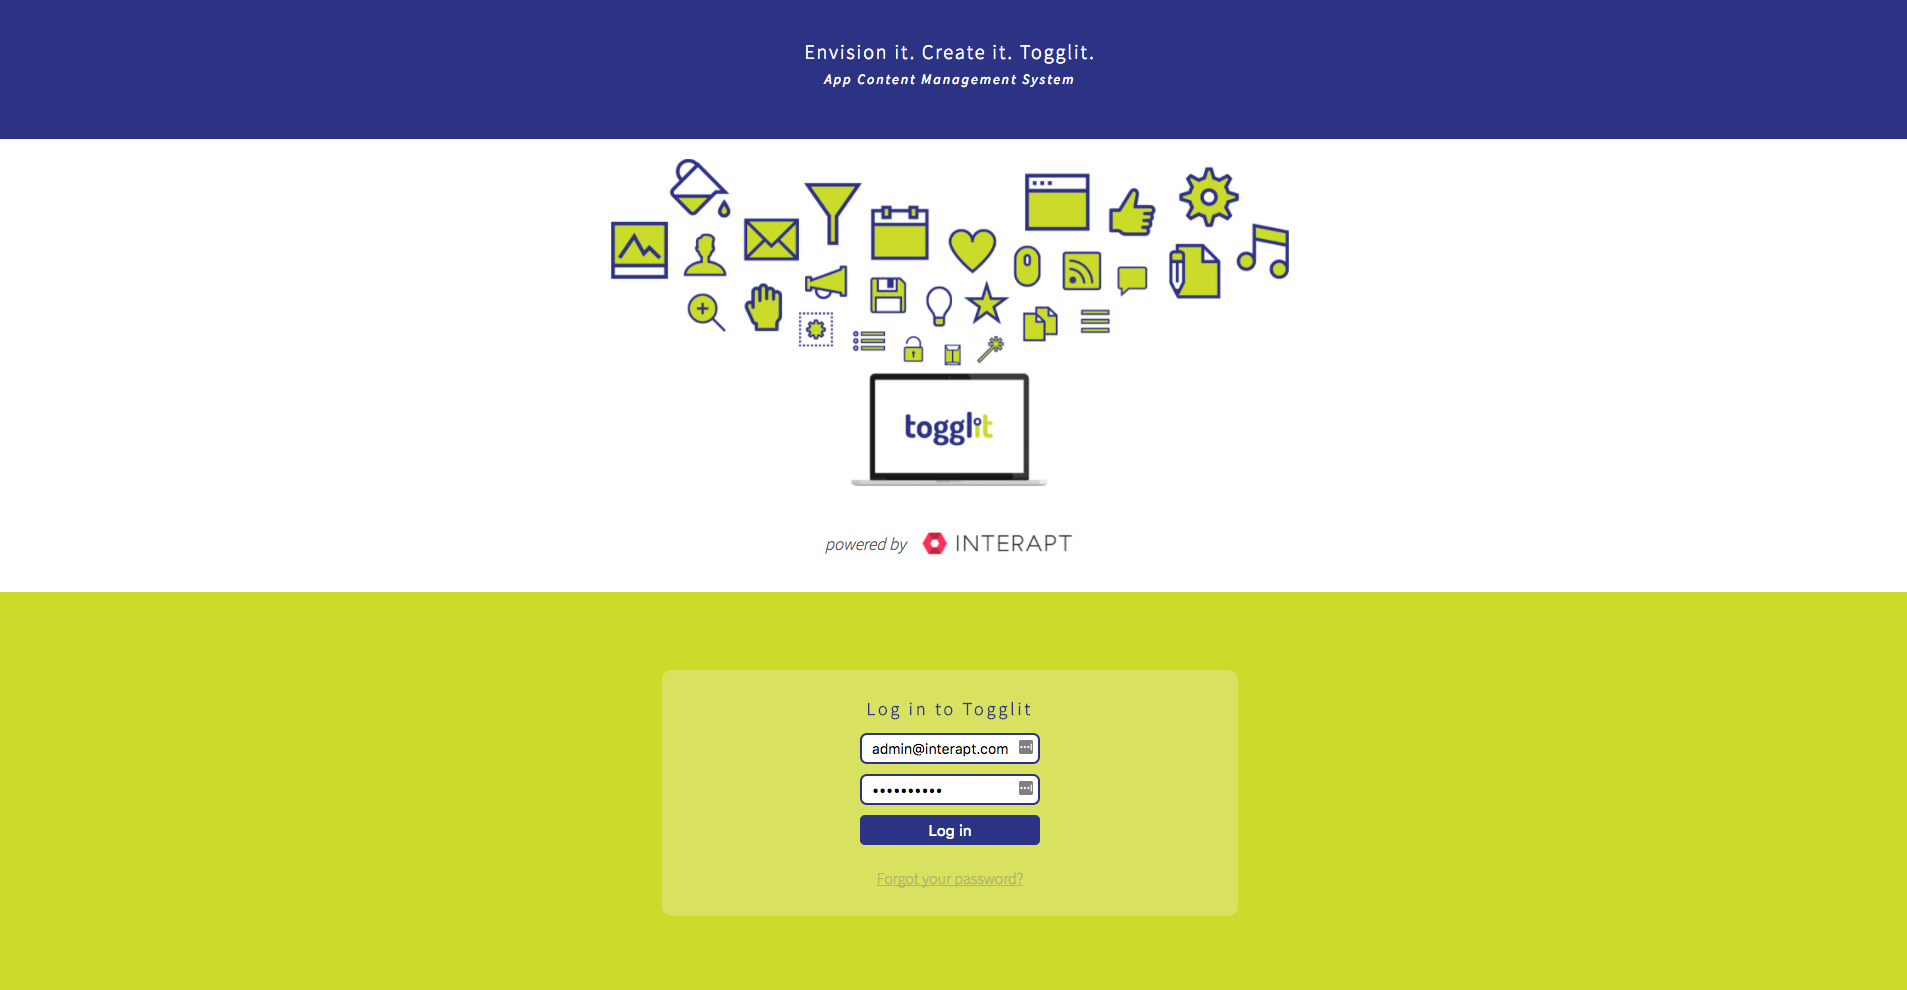 Envision it. Create it. Togglit.
App Content Management System
togglit
powered by INTERAPT
Log in to Togglit
admin@interapt.com
••••••••••
Log in
Forgot your password?